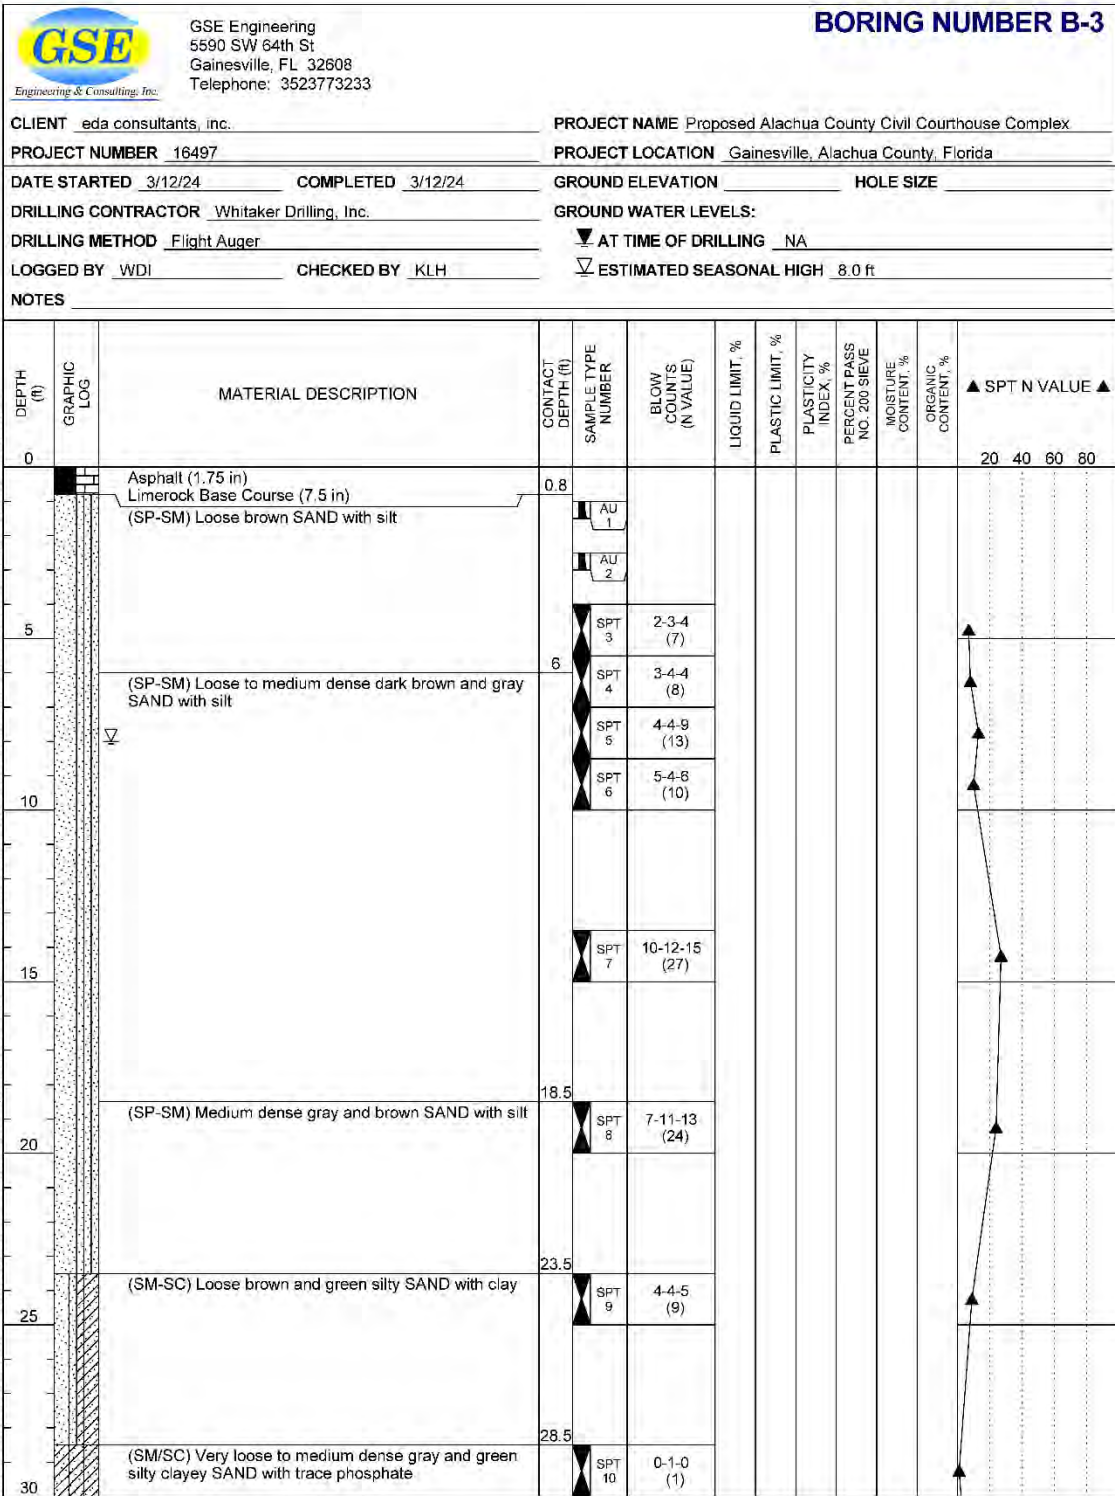 GSE
Engineering & Consulting, Inc.
GSE Engineering
5590 SW 64th St
Gainesville, FL 32608
Telephone: 3523773233
BORING NUMBER B-3
CLIENT eda consultants, inc.
PROJECT NAME Proposed Alachua County Civil Courthouse Complex
PROJECT NUMBER 16497
PROJECT LOCATION Gainesville, Alachua County, Florida
DATE STARTED 3/12/24 COMPLETED 3/12/24
GROUND ELEVATION HOLE SIZE
DRILLING CONTRACTOR Whitaker Drilling, Inc.
GROUND WATER LEVELS:
DRILLING METHOD Flight Auger
AT TIME OF DRILLING NA
LOGGED BY WDI CHECKED BY KLH
ESTIMATED SEASONAL HIGH 8.0 ft
NOTES
DEPTH (ft)
GRAPHIC LOG
MATERIAL DESCRIPTION
CONTACT DEPTH (ft)
SAMPLE TYPE NUMBER
BLOW COUNTS (N VALUE)
LIQUID LIMIT, %
PLASTIC LIMIT, %
PLASTICITY INDEX, %
PERCENT PASS NO. 200 SIEVE
MOISTURE CONTENT, %
ORGANIC CONTENT, %
▲ SPT N VALUE ▲
20 40 60 80
0
Asphalt (1.75 in)
Limerock Base Course (7.5 in)
0.8
(SP-SM) Loose brown SAND with silt
AU
1
AU
2
5
SPT
3
2-3-4
(7)
6
(SP-SM) Loose to medium dense dark brown and gray
SAND with silt
SPT
4
3-4-4
(8)
SPT
5
4-4-9
(13)
SPT
6
5-4-6
(10)
10
SPT
7
10-12-15
(27)
15
18.5
(SP-SM) Medium dense gray and brown SAND with silt
SPT
8
7-11-13
(24)
20
23.5
(SM-SC) Loose brown and green silty SAND with clay
SPT
9
4-4-5
(9)
25
28.5
(SM/SC) Very loose to medium dense gray and green
silty clayey SAND with trace phosphate
SPT
10
0-1-0
(1)
30